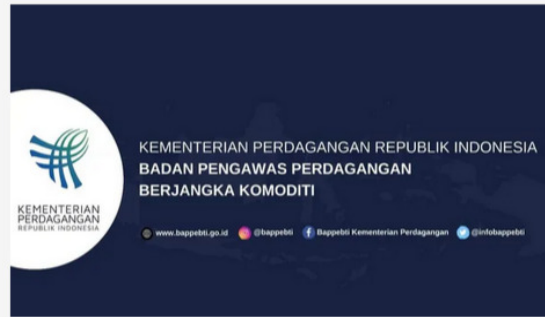 KEMENTERIAN
PERDAGANGAN
REPUBLIK INDONESIA
KEMENTERIAN PERDAGANGAN REPUBLIK INDONESIA
BADAN PENGAWAS PERDAGANGAN
BERJANGKA KOMODITI
www.bappebti.go.id @bappebti Bappebti Kementerian Perdagangan @infobappebti